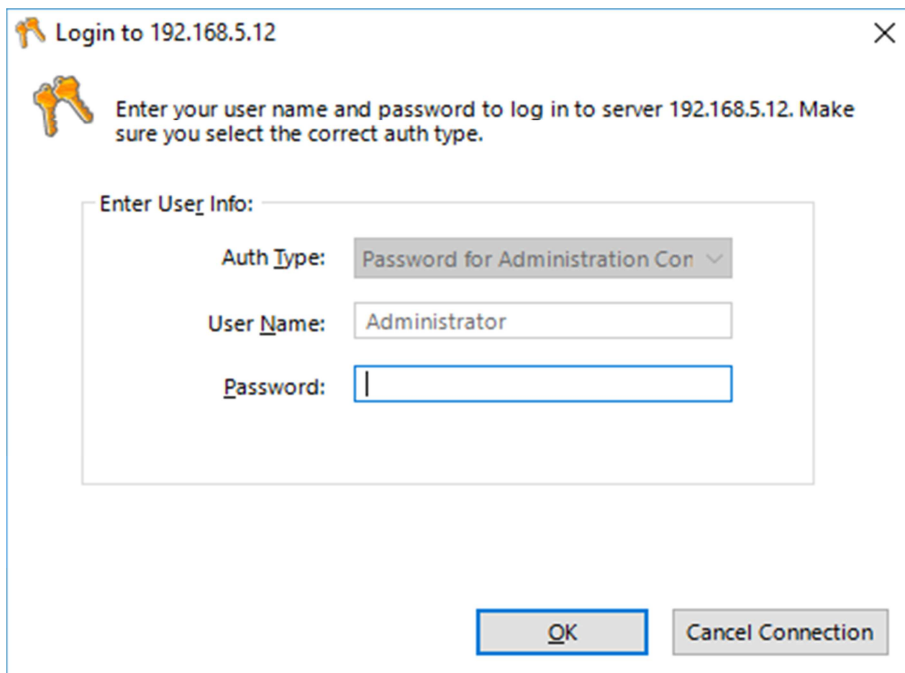 Login to 192.168.5.12
Enter your user name and password to log in to server 192.168.5.12. Make
sure you select the correct auth type.
Enter User Info:
Auth Type: Password for Administration Con
User Name: Administrator
Password:
OK Cancel Connection